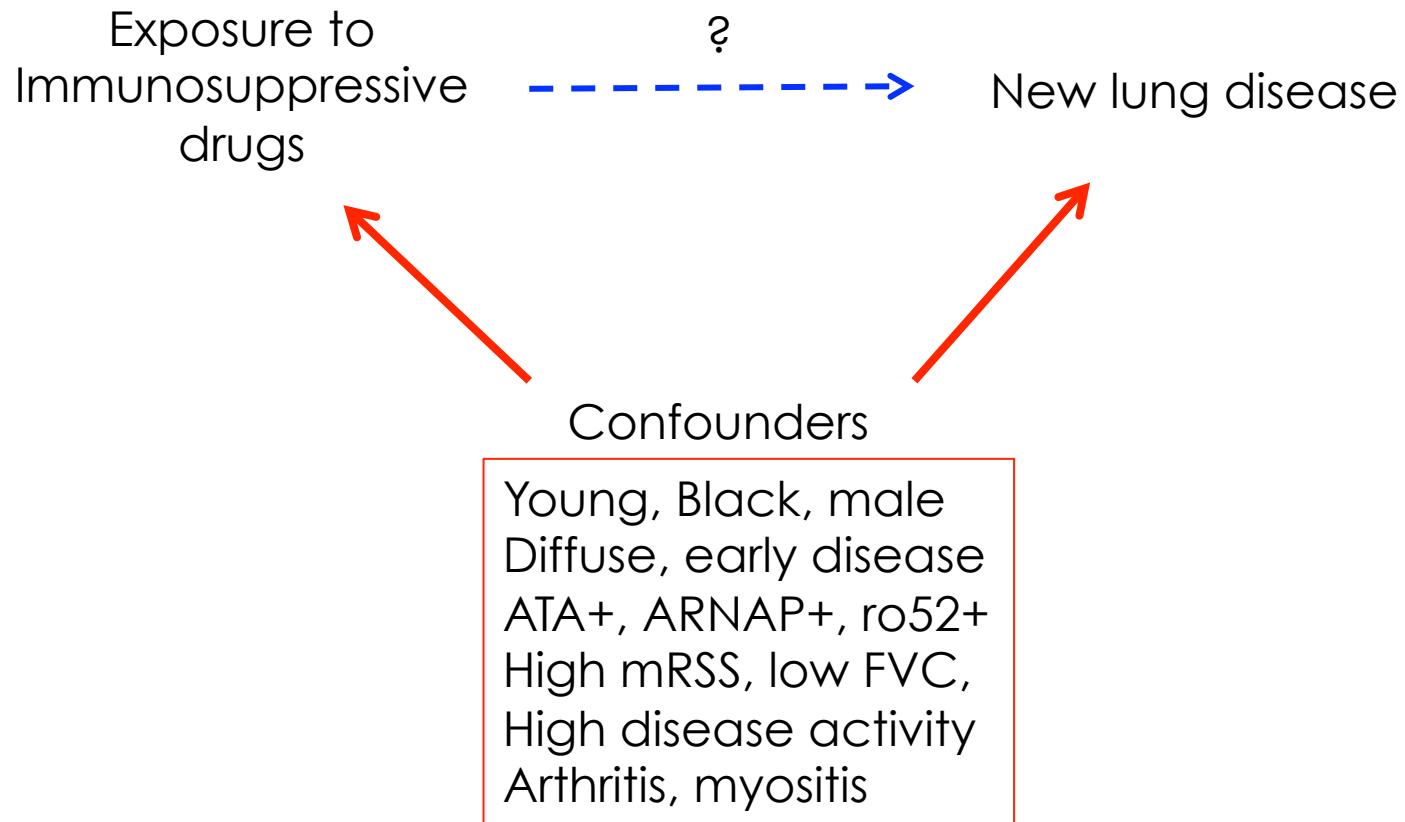 Exposure to
Immunosuppressive
drugs
?
New lung disease
Confounders
Young, Black, male
Diffuse, early disease
ATA+, ARNAP+, ro52+
High mRSS, low FVC,
High disease activity
Arthritis, myositis